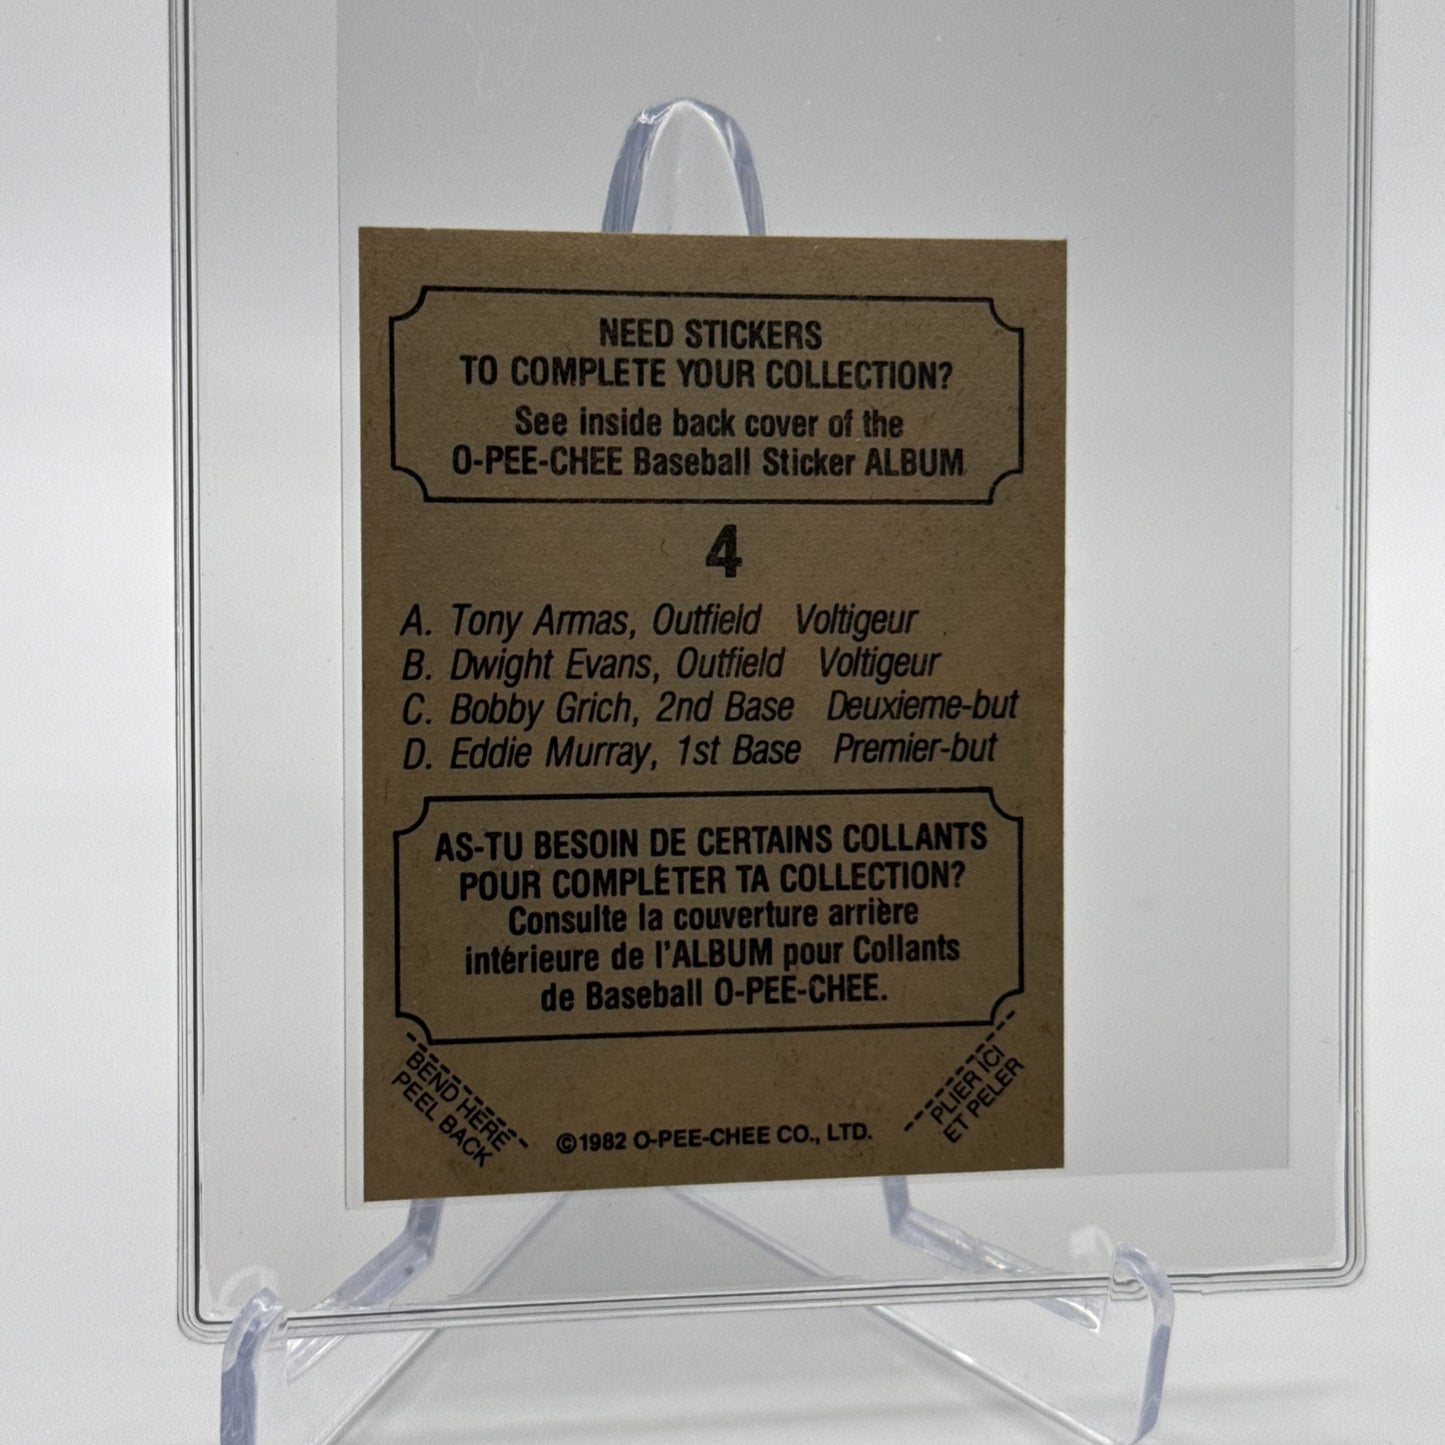 NEED STICKERS
TO COMPLETE YOUR COLLECTION?
See inside back cover of the
O-PEE-CHEE Baseball Sticker ALBUM
4
A. Tony Armas, Outfield Voltigeur
B. Dwight Evans, Outfield Voltigeur
C. Bobby Grich, 2nd Base Deuxieme-but
D. Eddie Murray, 1st Base Premier-but
AS-TU BESOIN DE CERTAINS COLLANTS
POUR COMPLÉTER TA COLLECTION?
Consulte la couverture arrière
intérieure de l'ALBUM pour Collants
de Baseball O-PEE-CHEE.
BEND HERE
PEEL BACK
©1982 O-PEE-CHEE CO., LTD.
PLIER ICI
ET PELER